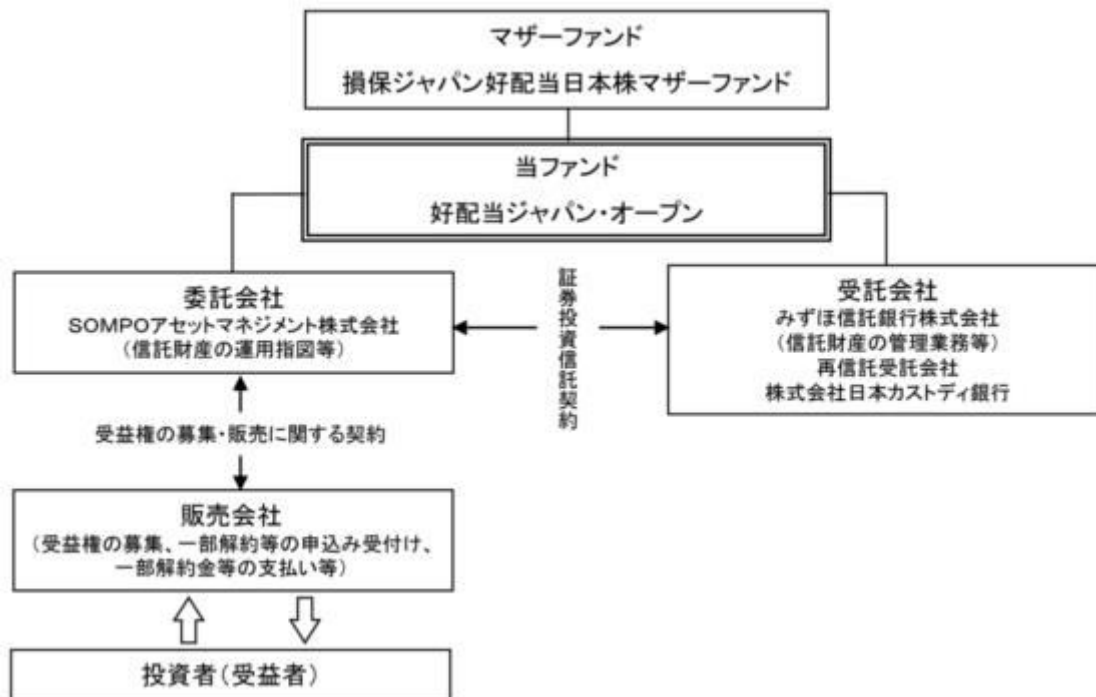 マザーファンド
損保ジャパン好配当日本株マザーファンド
当ファンド
好配当ジャパン・オープン
委託会社
SOMPOアセットマネジメント株式会社
（信託財産の運用指図等）
証券投資信託契約
受託会社
みずほ信託銀行株式会社
（信託財産の管理業務等）
再信託受託会社
株式会社日本カストディ銀行
受益権の募集・販売に関する契約
販売会社
（受益権の募集、一部解約等の申込み受付け、
一部解約金等の支払い等）
投資者（受益者）